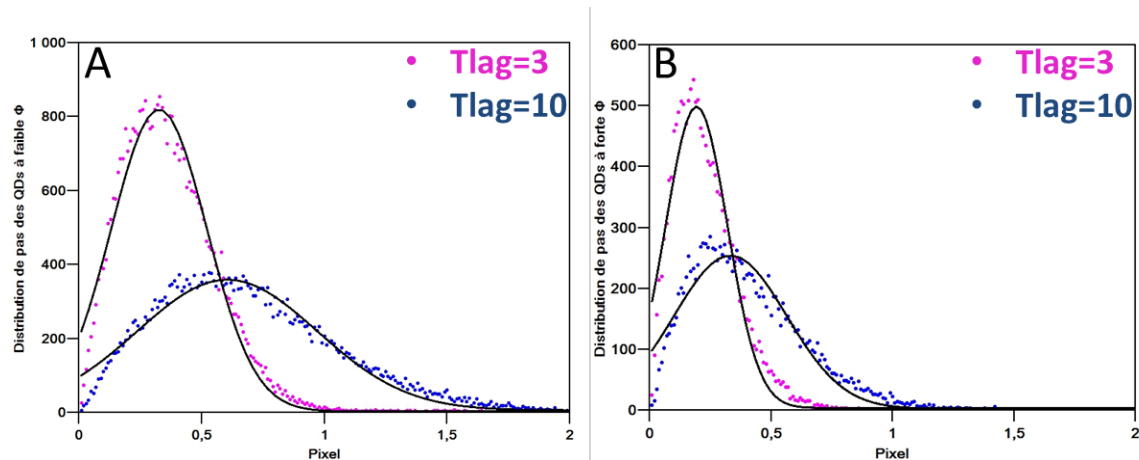 A
Tlag=3
Tlag=10
Distribution de pas des QDs à faible Φ
1 000
800
600
400
200
0
0
0,5
1
1,5
2
Pixel
B
Tlag=3
Tlag=10
Distribution de pas des QDs à forte Φ
600
500
400
300
200
100
0
0
0,5
1
1,5
2
Pixel